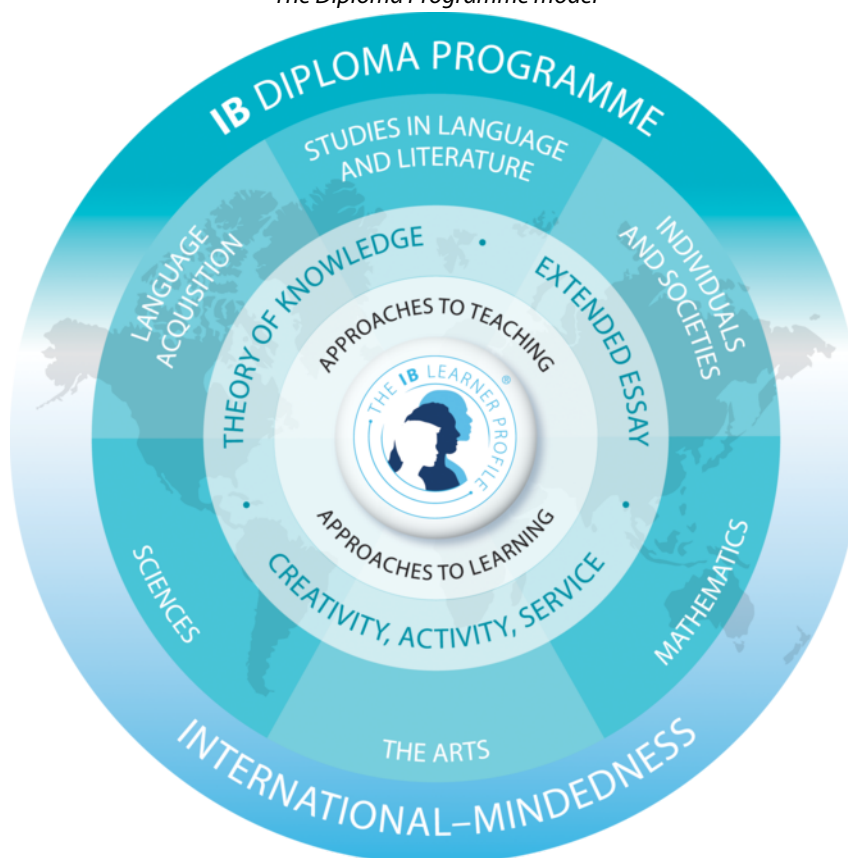 The Diploma Programme model
IB DIPLOMA PROGRAMME
STUDIES IN LANGUAGE
AND LITERATURE
LANGUAGE
ACQUISITION
INDIVIDUALS
AND SOCIETIES
THEORY OF KNOWLEDGE
•
EXTENDED ESSAY
APPROACHES TO TEACHING
THE IB LEARNER PROFILE
®
APPROACHES TO LEARNING
•
•
CREATIVITY, ACTIVITY, SERVICE
SCIENCES
MATHEMATICS
THE ARTS
INTERNATIONAL–MINDEDNESS